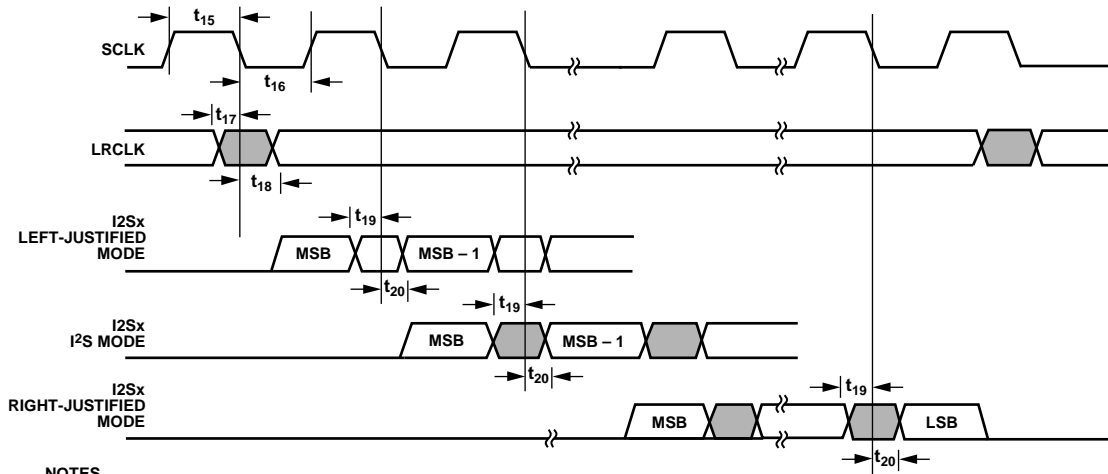 t15
SCLK
t16
t17
LRCLK
t18
I2Sx
LEFT-JUSTIFIED
MODE
t19
MSB
MSB – 1
t20
I2Sx
I2S MODE
t19
MSB
MSB – 1
t20
I2Sx
RIGHT-JUSTIFIED
MODE
t19
MSB
LSB
t20
NOTES